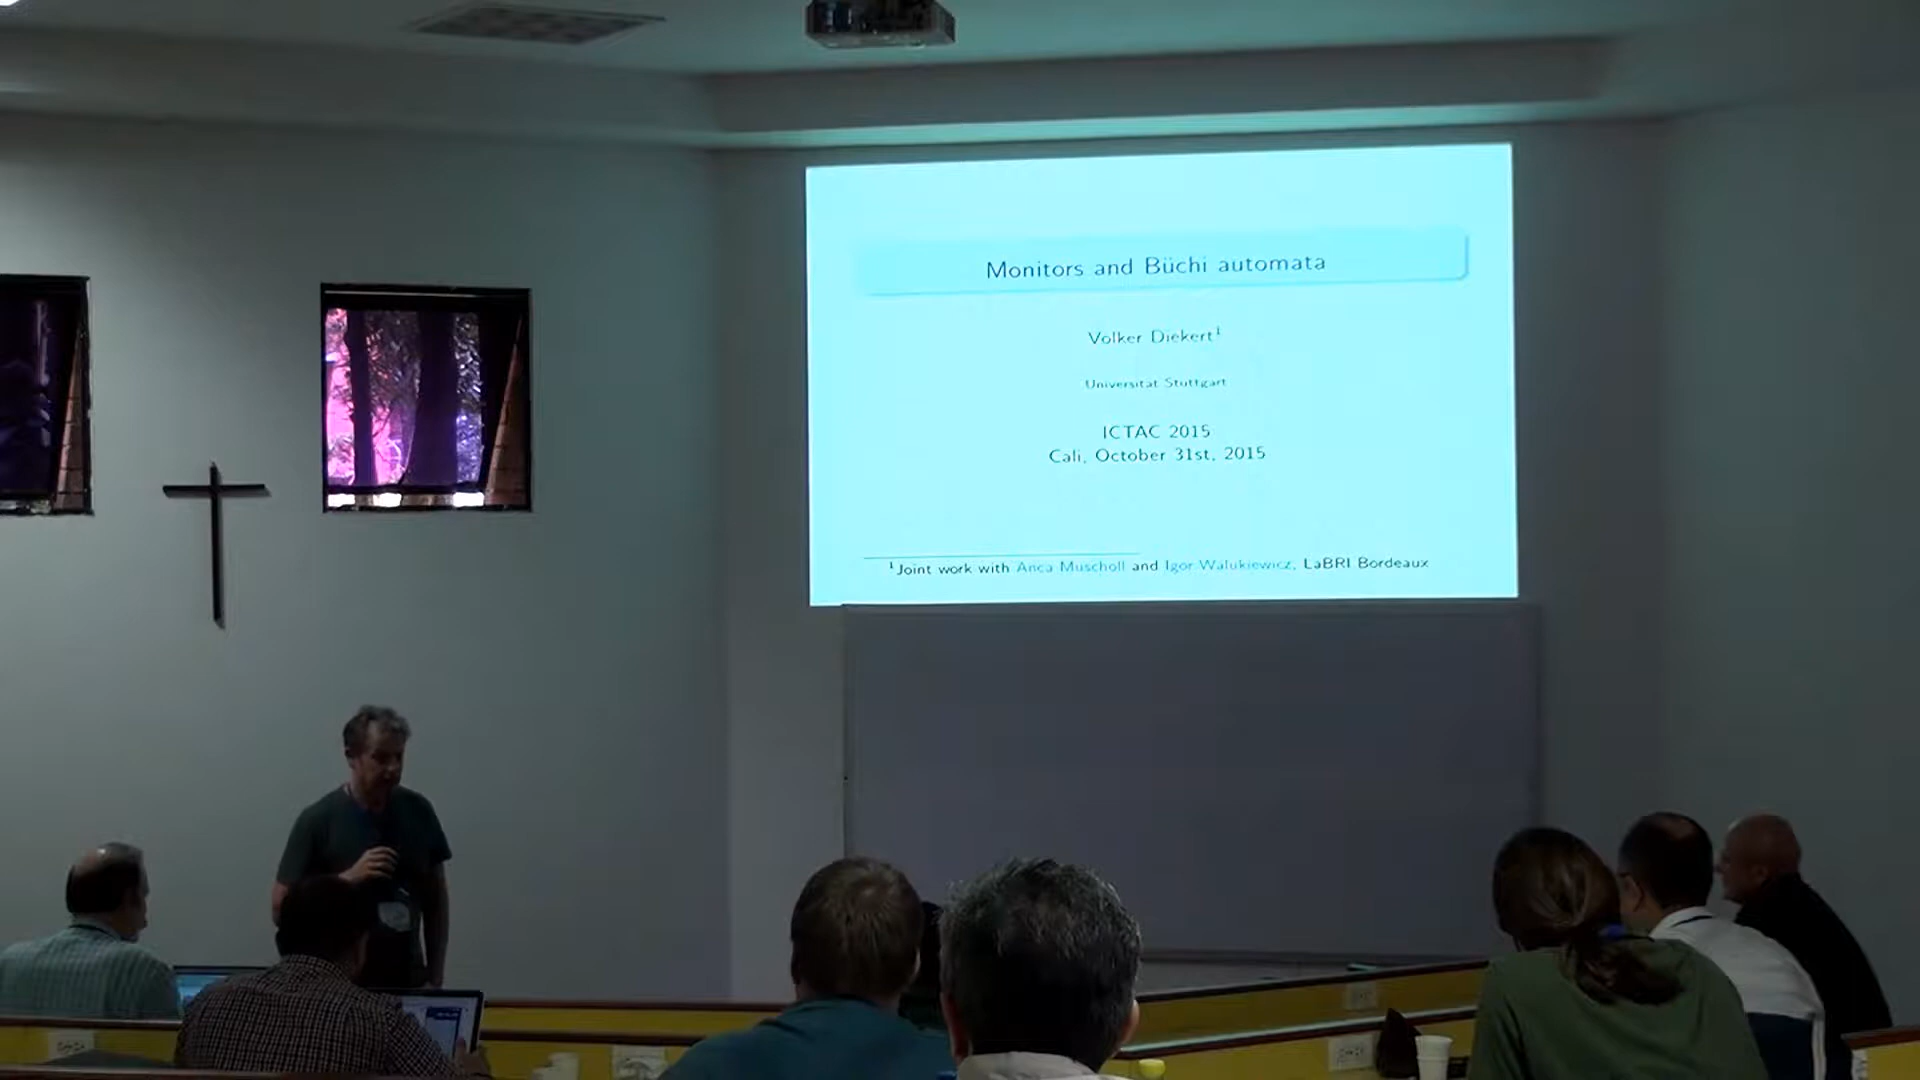 Monitors and Büchi automata
Volker Diekert¹
Universität Stuttgart
ICTAC 2015
Cali, October 31st, 2015
¹Joint work with Anca Muscholl and Igor Walukiewicz, LaBRI Bordeaux